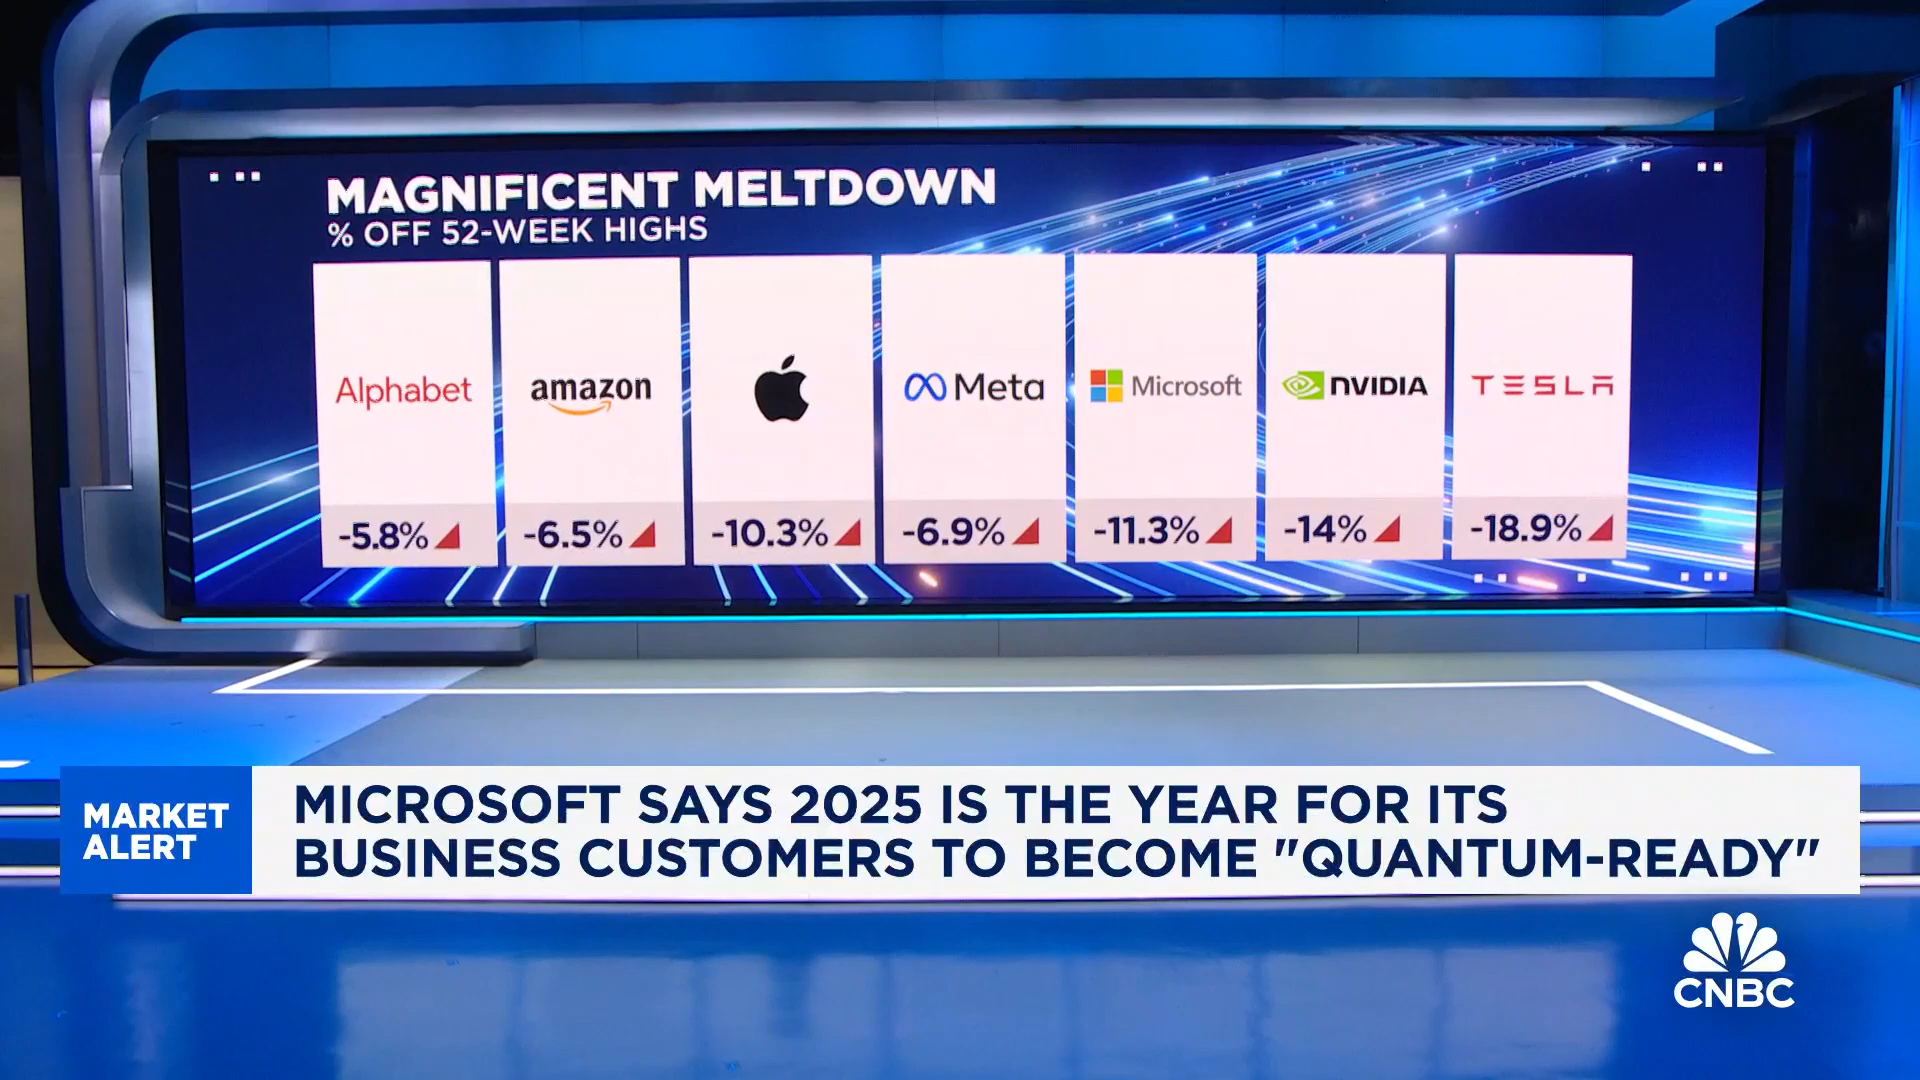 MAGNIFICENT MELTDOWN
% OFF 52-WEEK HIGHS
Alphabet
amazon
Meta
Microsoft
NVIDIA
TESLA
-5.8%
-6.5%
-10.3%
-6.9%
-11.3%
-14%
-18.9%
MARKET
ALERT
MICROSOFT SAYS 2025 IS THE YEAR FOR ITS
BUSINESS CUSTOMERS TO BECOME "QUANTUM-READY"
CNBC